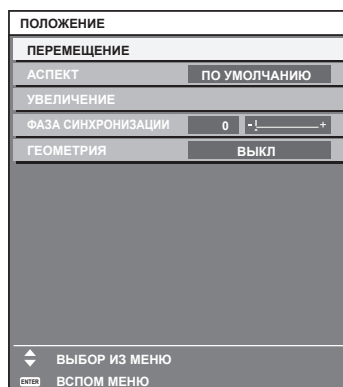 ПОЛОЖЕНИЕ
ПЕРЕМЕЩЕНИЕ
АСПЕКТ ПО УМОЛЧАНИЮ
УВЕЛИЧЕНИЕ
ФАЗА СИНХРОНИЗАЦИИ 0 - +
ГЕОМЕТРИЯ ВЫКЛ
ВЫБОР ИЗ МЕНЮ
ENTER ВСПОМ МЕНЮ